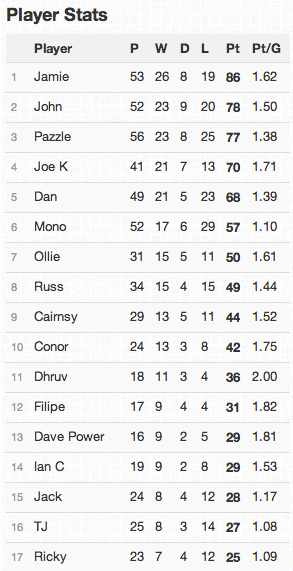 Player Stats
Player P W D L Pt Pt/G
1 Jamie 53 26 8 19 86 1.62
2 John 52 23 9 20 78 1.50
3 Pazzle 56 23 8 25 77 1.38
4 Joe K 41 21 7 13 70 1.71
5 Dan 49 21 5 23 68 1.39
6 Mono 52 17 6 29 57 1.10
7 Ollie 31 15 5 11 50 1.61
8 Russ 34 15 4 15 49 1.44
9 Cairnsy 29 13 5 11 44 1.52
10 Conor 24 13 3 8 42 1.75
11 Dhruv 18 11 3 4 36 2.00
12 Filipe 17 9 4 4 31 1.82
13 Dave Power 16 9 2 5 29 1.81
14 Ian C 19 9 2 8 29 1.53
15 Jack 24 8 4 12 28 1.17
16 TJ 25 8 3 14 27 1.08
17 Ricky 23 7 4 12 25 1.09